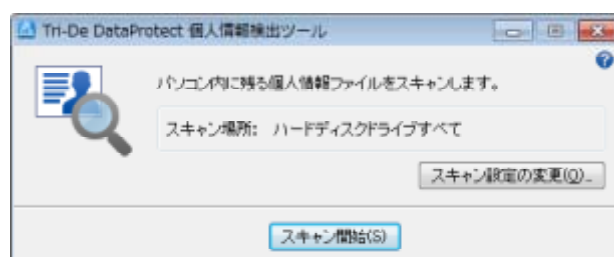 Tri-De DataProtect 個人情報検出ツール
パソコン内に残る個人情報ファイルをスキャンします。
スキャン場所: ハードディスクドライブすべて
スキャン設定の変更(O)...
スキャン開始(S)